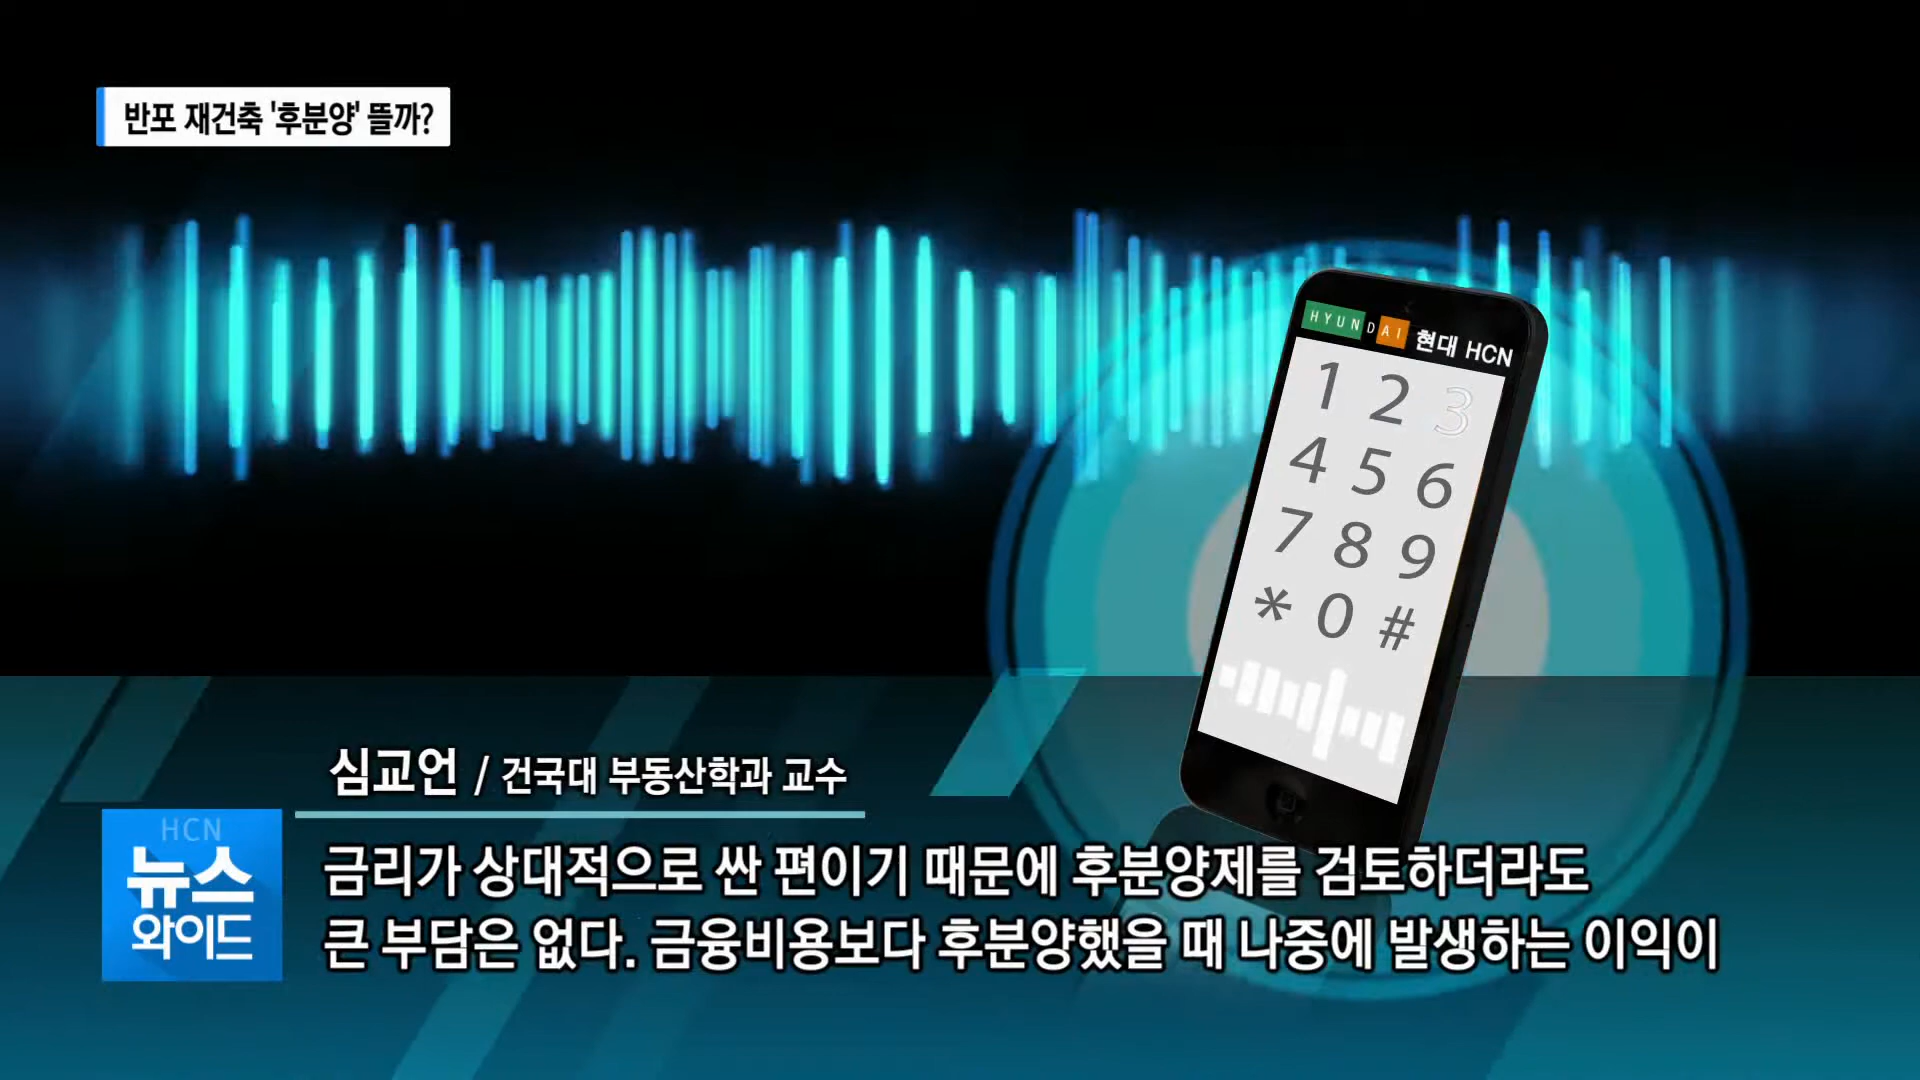 반포 재건축 '후분양' 뜰까?
HYUNDAI 현대 HCN
1 2 3
4 5 6
7 8 9
* 0 #
심교언 / 건국대 부동산학과 교수
HCN
뉴스
와이드
금리가 상대적으로 싼 편이기 때문에 후분양제를 검토하더라도
큰 부담은 없다. 금융비용보다 후분양했을 때 나중에 발생하는 이익이